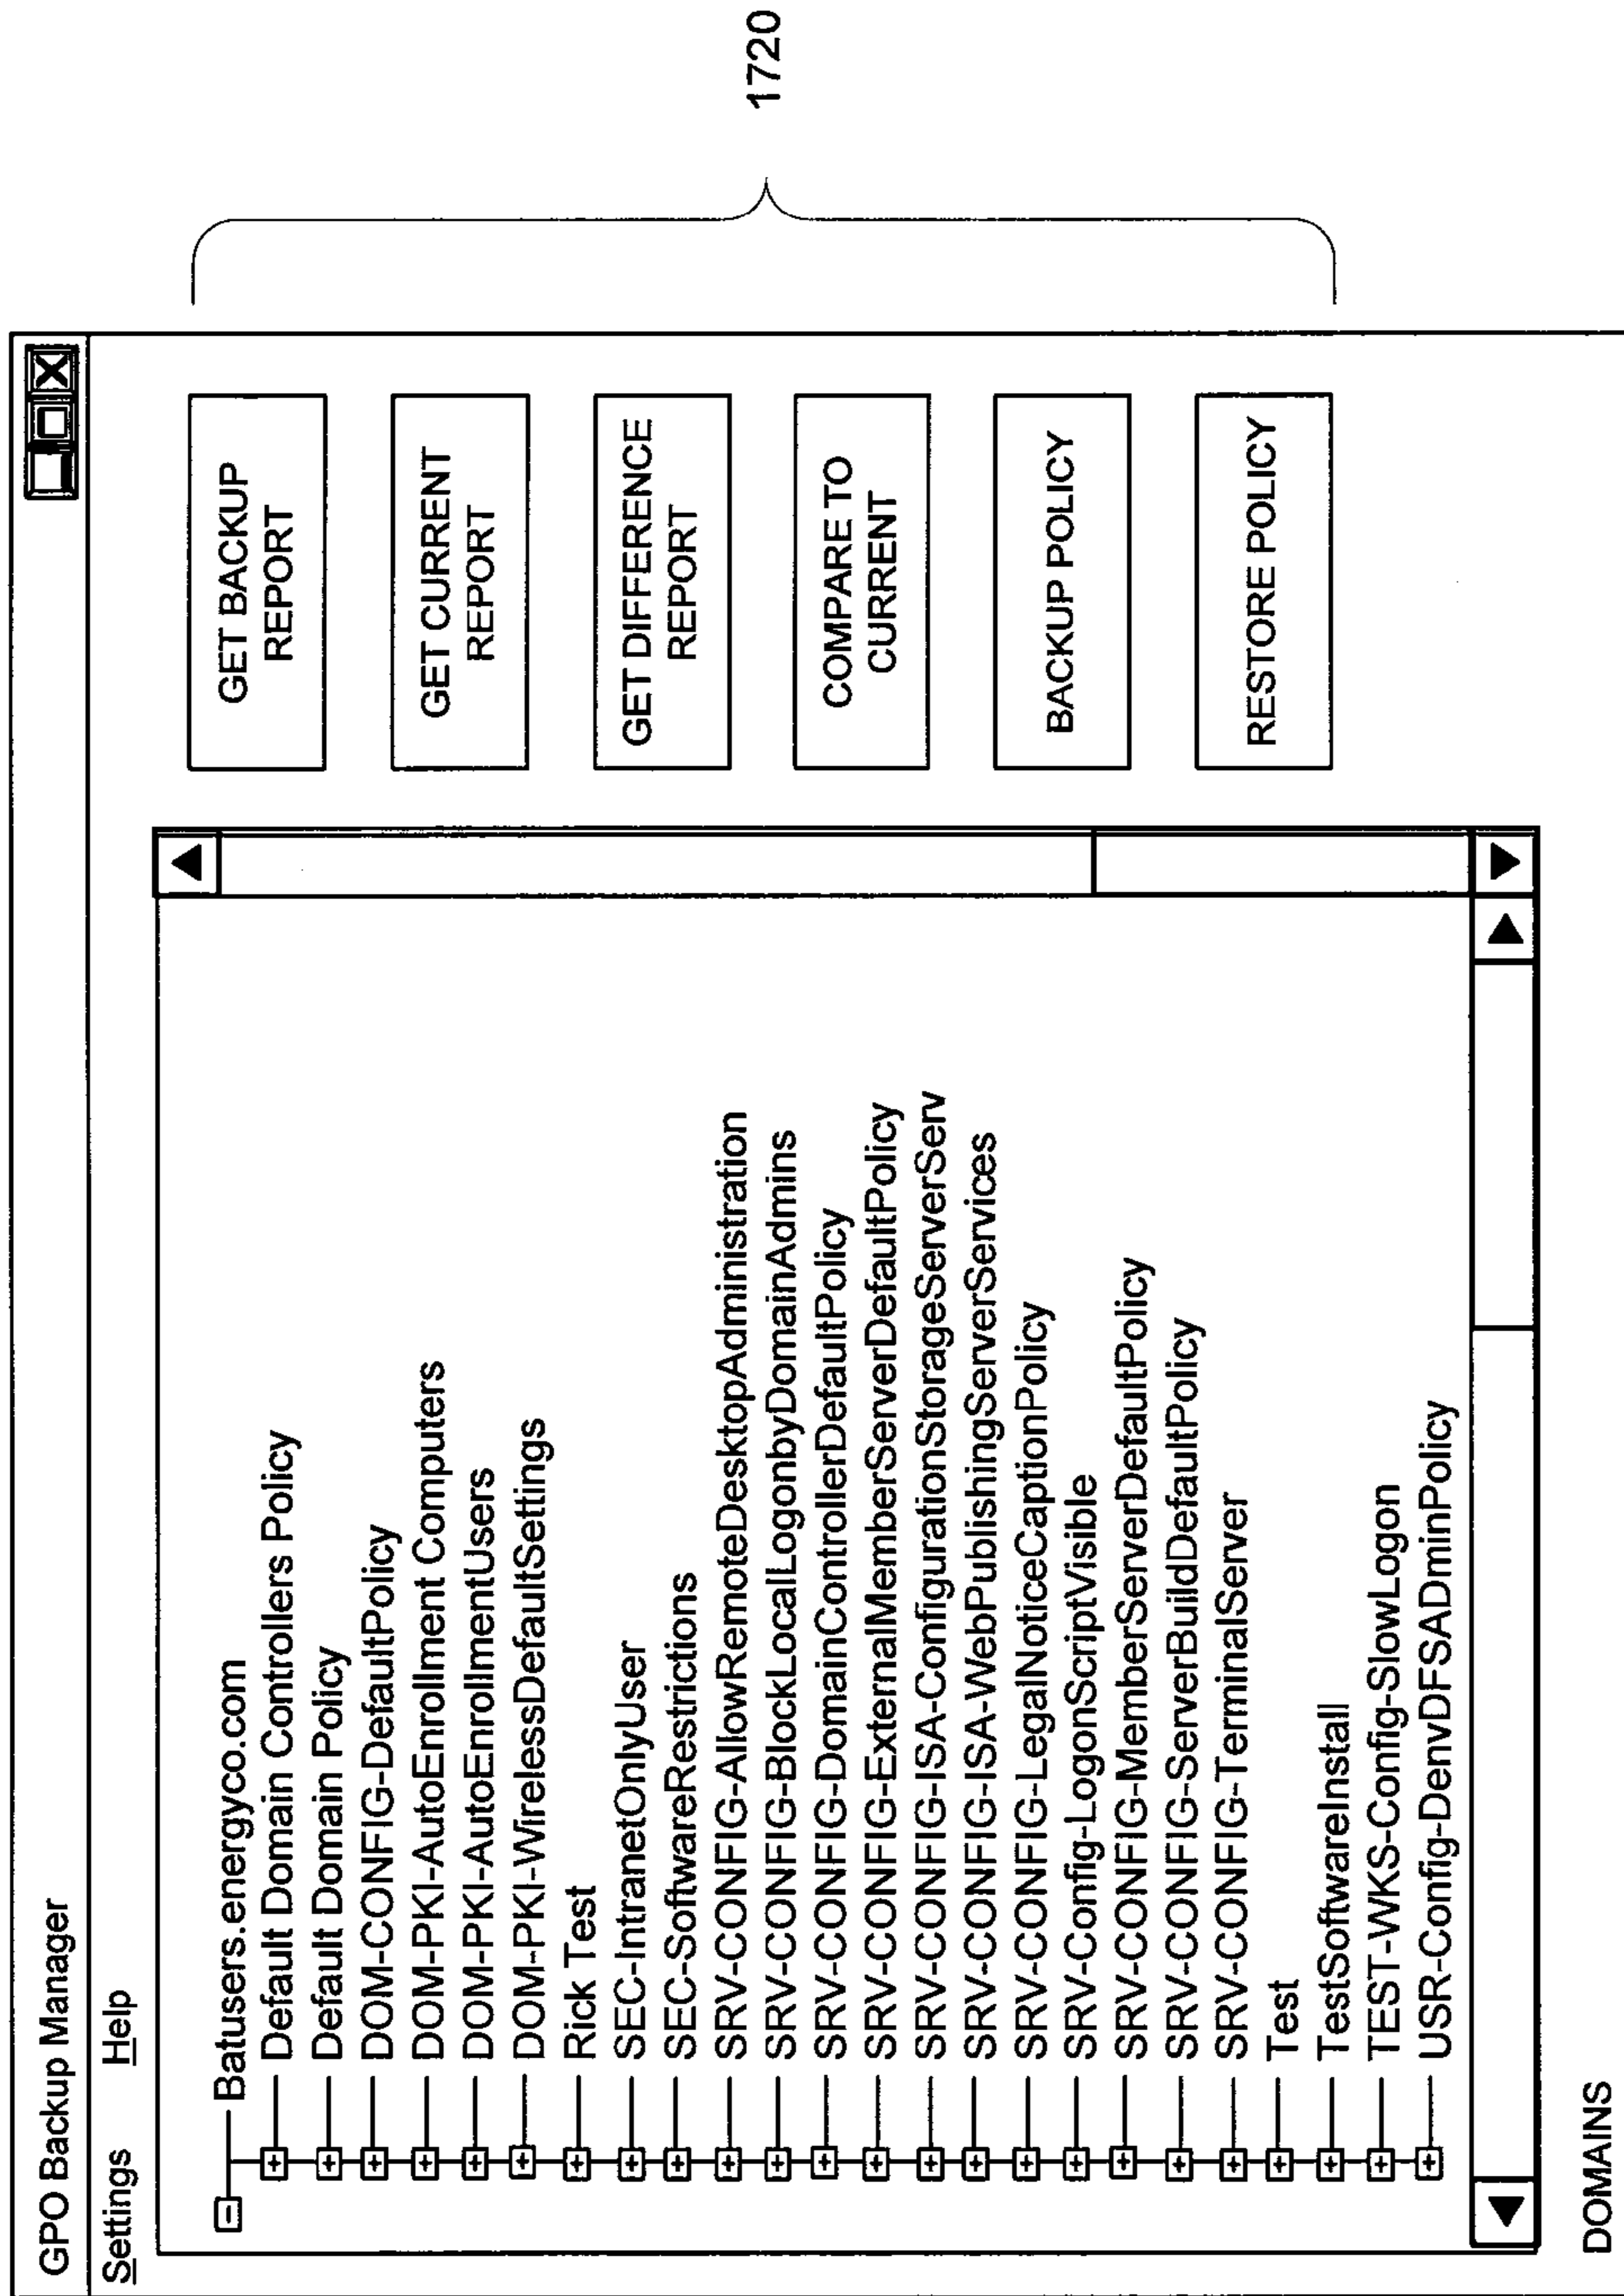 GPO Backup Manager
Settings Help
Batusers.energyco.com
Default Domain Controllers Policy
Default Domain Policy
DOM-CONFIG-DefaultPolicy
DOM-PKI-AutoEnrollment Computers
DOM-PKI-AutoEnrollmentUsers
DOM-PKI-WirelessDefaultSettings
Rick Test
SEC-IntranetOnlyUser
SEC-SoftwareRestrictions
SRV-CONFIG-AllowRemoteDesktopAdministration
SRV-CONFIG-BlockLocalLogonbyDomainAdmins
SRV-CONFIG-DomainControllerDefaultPolicy
SRV-CONFIG-ExternalMemberServerDefaultPolicy
SRV-CONFIG-ISA-ConfigurationStorageServerServ
SRV-CONFIG-ISA-WebPublishingServerServices
SRV-CONFIG-LegalNoticeCaptionPolicy
SRV-Config-LogonScriptVisible
SRV-CONFIG-MemberServerDefaultPolicy
SRV-CONFIG-ServerBuildDefaultPolicy
SRV-CONFIG-TerminalServer
Test
TestSoftwareInstall
TEST-WKS-Config-SlowLogon
USR-Config-DenvDFSADminPolicy
DOMAINS
GET BACKUP
REPORT
GET CURRENT
REPORT
GET DIFFERENCE
REPORT
COMPARE TO
CURRENT
BACKUP POLICY
RESTORE POLICY
1720